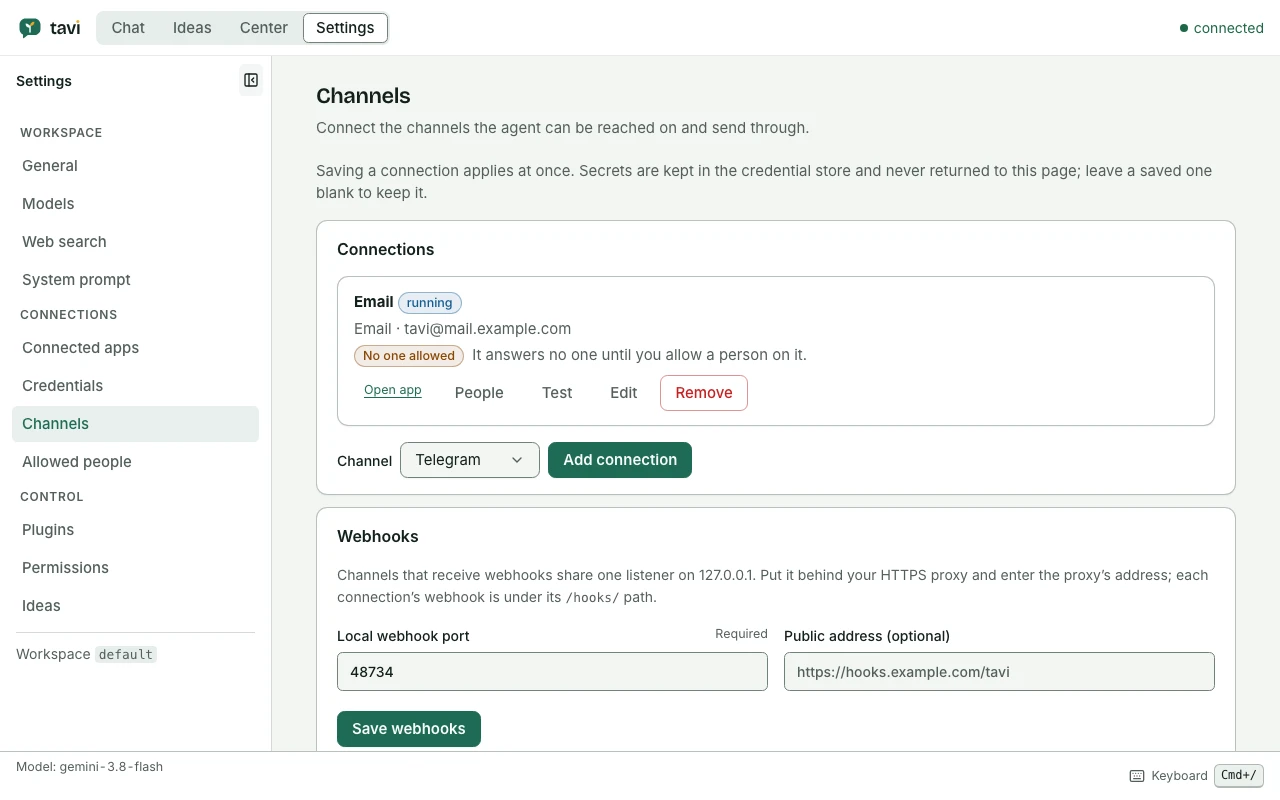 tavi
Chat
Ideas
Center
Settings
connected
Settings
WORKSPACE
General
Models
Web search
System prompt
CONNECTIONS
Connected apps
Credentials
Channels
Allowed people
CONTROL
Plugins
Permissions
Ideas
Workspace default
Channels
Connect the channels the agent can be reached on and send through.
Saving a connection applies at once. Secrets are kept in the credential store and never returned to this page; leave a saved one
blank to keep it.
Connections
Email running
Email · tavi@mail.example.com
No one allowed It answers no one until you allow a person on it.
Open app People Test Edit Remove
Channel Telegram Add connection
Webhooks
Channels that receive webhooks share one listener on 127.0.0.1. Put it behind your HTTPS proxy and enter the proxy’s address; each
connection’s webhook is under its /hooks/ path.
Local webhook port Required
48734
Public address (optional)
https://hooks.example.com/tavi
Save webhooks
Model: gemini-3.8-flash
Keyboard Cmd+/